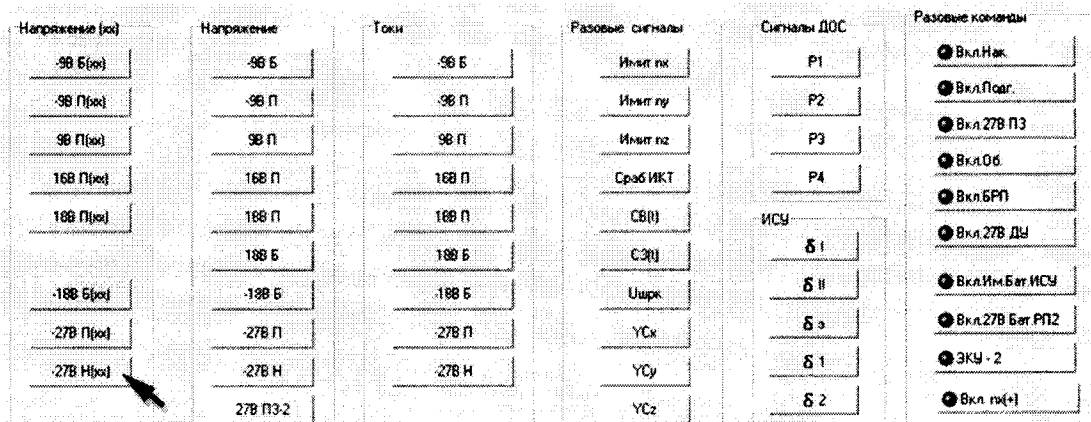 Напряжение (хх)
-9В Б(хх)
-9В П(хх)
9В П(хх)
16В П(хх)
18В П(хх)
-18В Б(хх)
-27В П(хх)
-27В Н(хх)
Напряжение
-9В Б
-9В П
9В П
16В П
18В П
18В Б
-18В Б
-27В П
-27В Н
27В ПЗ-2
Токи
-9В Б
-9В П
9В П
16В П
18В П
18В Б
-18В Б
-27В П
-27В Н
Разовые сигналы
Имит nx
Имит ny
Имит nz
Сраб ИКТ
СВ(t)
СЗ(t)
Uшрк
YCx
YCy
YCz
Сигналы ДОС
P1
P2
P3
P4
ИСУ
δ I
δ II
δ э
δ 1
δ 2
Разовые команды
Вкл.Нак.
Вкл.Подг.
Вкл.27В ПЗ
Вкл.Об.
Вкл.БРП
Вкл.27В ДУ
Вкл.Им.Бат.ИСУ
Вкл.27В Бат.РП2
ЭКУ - 2
Вкл. nx(+)